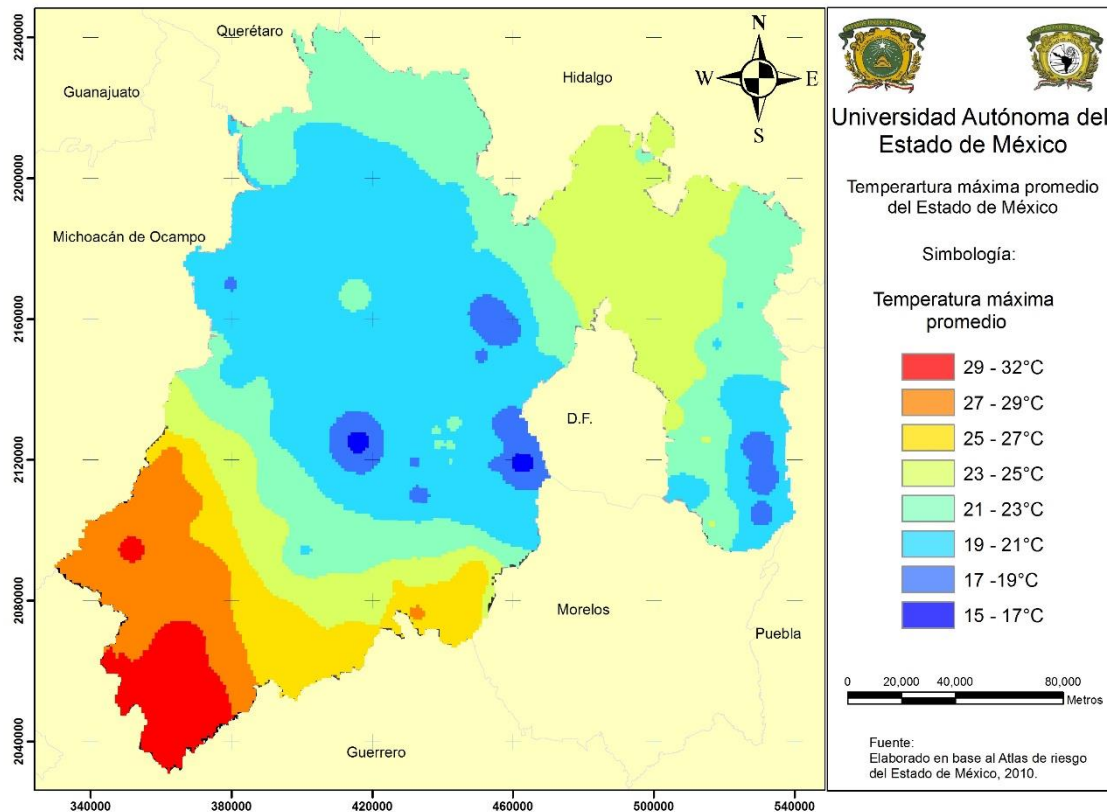 2240000
2200000
2160000
2120000
2080000
2040000
340000
380000
420000
460000
500000
540000
Querétaro
Guanajuato
Hidalgo
Michoacán de Ocampo
D.F.
Morelos
Puebla
Guerrero
N
W
E
S
Universidad Autónoma del
Estado de México
Temperartura máxima promedio
del Estado de México
Simbología:
Temperatura máxima
promedio
29 - 32°C
27 - 29°C
25 - 27°C
23 - 25°C
21 - 23°C
19 - 21°C
17 -19°C
15 - 17°C
0 20,000 40,000 80,000
Metros
Fuente:
Elaborado en base al Atlas de riesgo
del Estado de México, 2010.